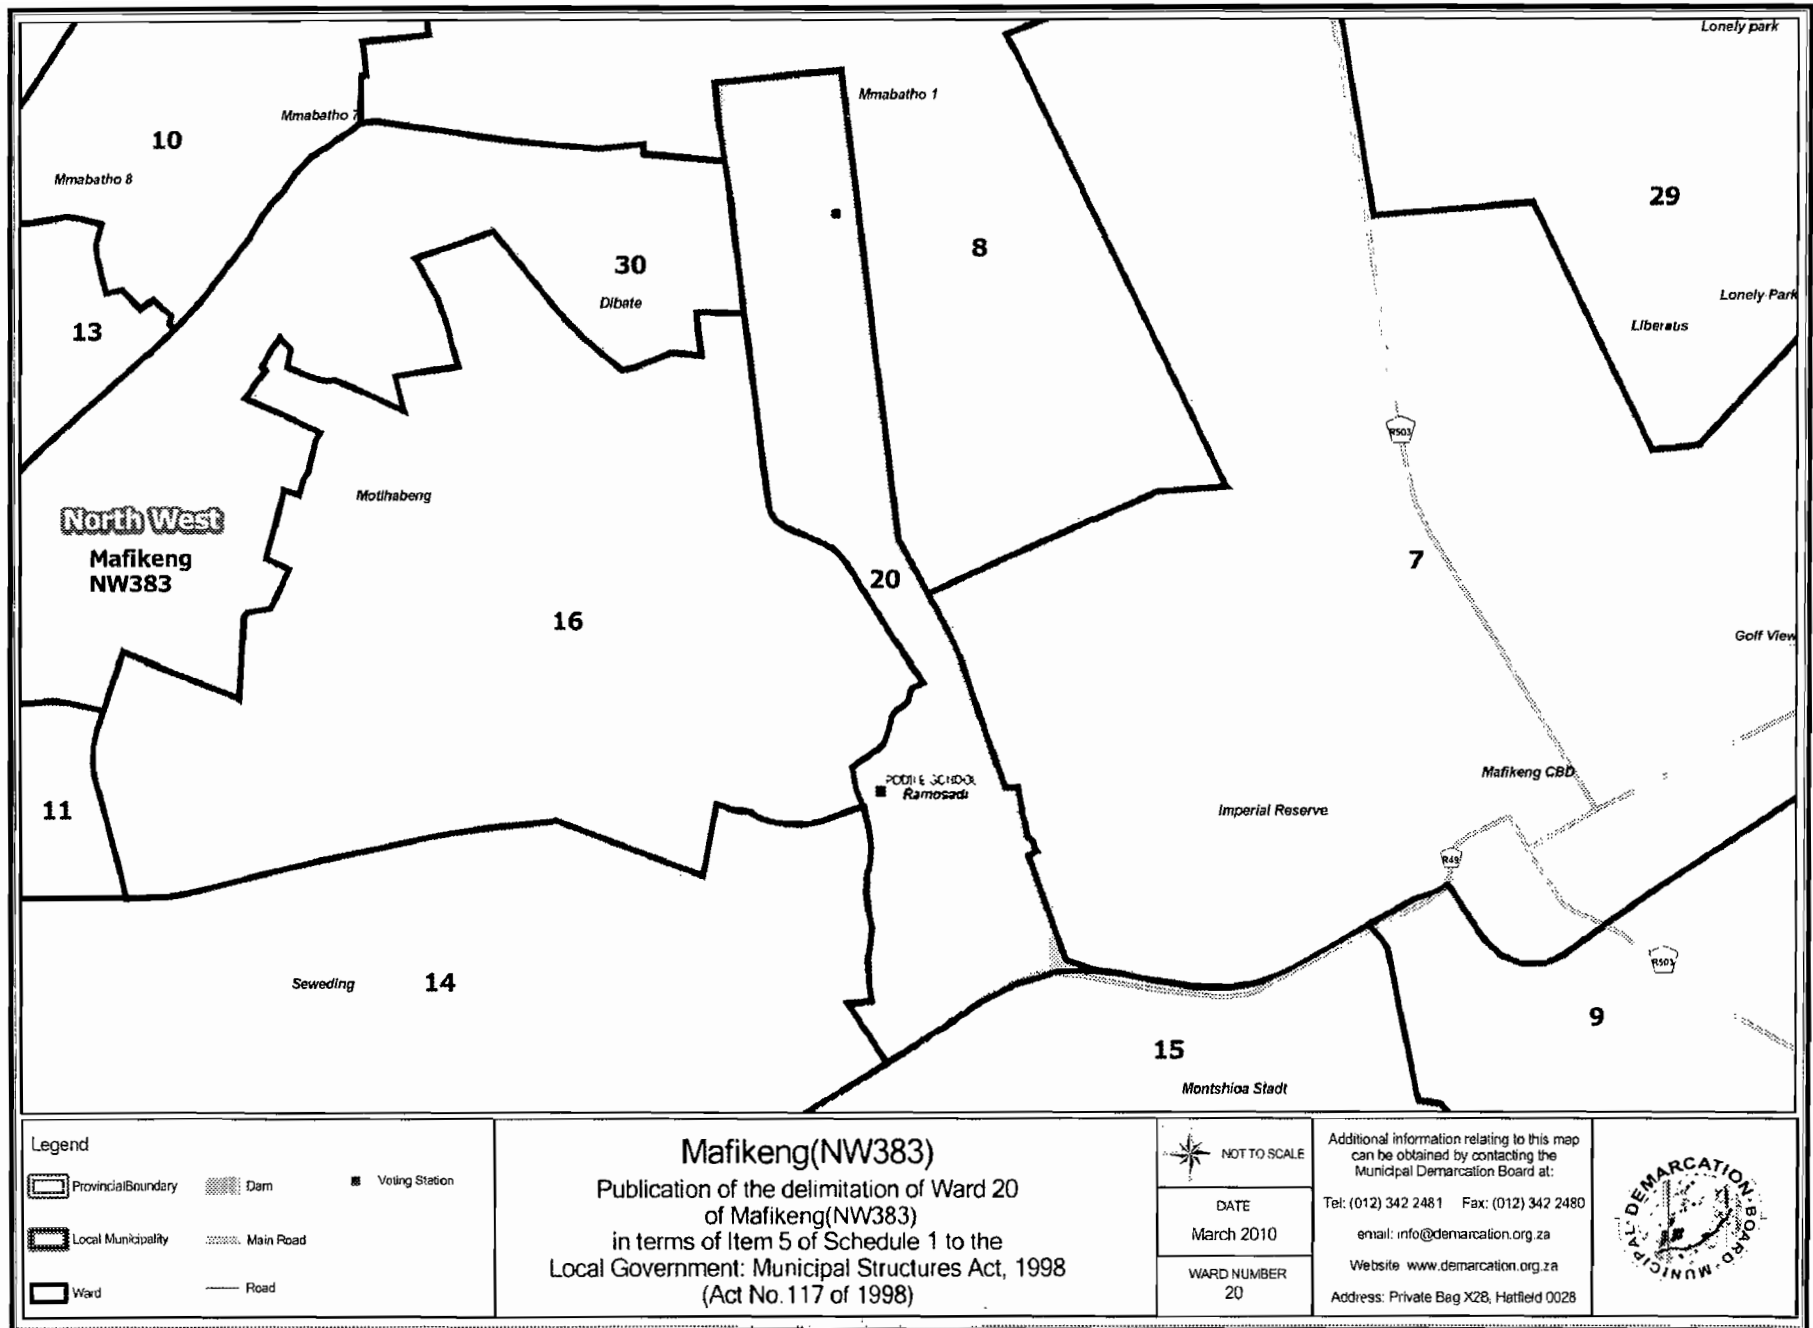 Lonely park
Mmabatho 1
Mmabatho 7
10
Mmabatho 8
29
8
30
Dibate
Lonely Park
Liberatus
13
R503
Motlhabeng
North West
Mafikeng
NW383
7
20
16
Golf View
Mafikeng CBD
SCHOOL
Ramosadi
11
Imperial Reserve
R49
R503
Seweding
14
9
15
Montshioa Stadt
Legend
ProvincialBoundary
Dam
Voting Station
Local Municipality
Main Road
Ward
Road
Mafikeng(NW383)
Publication of the delimitation of Ward 20
of Mafikeng(NW383)
in terms of Item 5 of Schedule 1 to the
Local Government: Municipal Structures Act, 1998
(Act No.117 of 1998)
NOT TO SCALE
DATE
March 2010
WARD NUMBER
20
Additional information relating to this map
can be obtained by contacting the
Municipal Demarcation Board at:
Tel: (012) 342 2481 Fax: (012) 342 2480
email: info@demarcation.org.za
Website www.demarcation.org.za
Address: Private Bag X28, Hatfield 0028
MUNICIPAL DEMARCATION BOARD